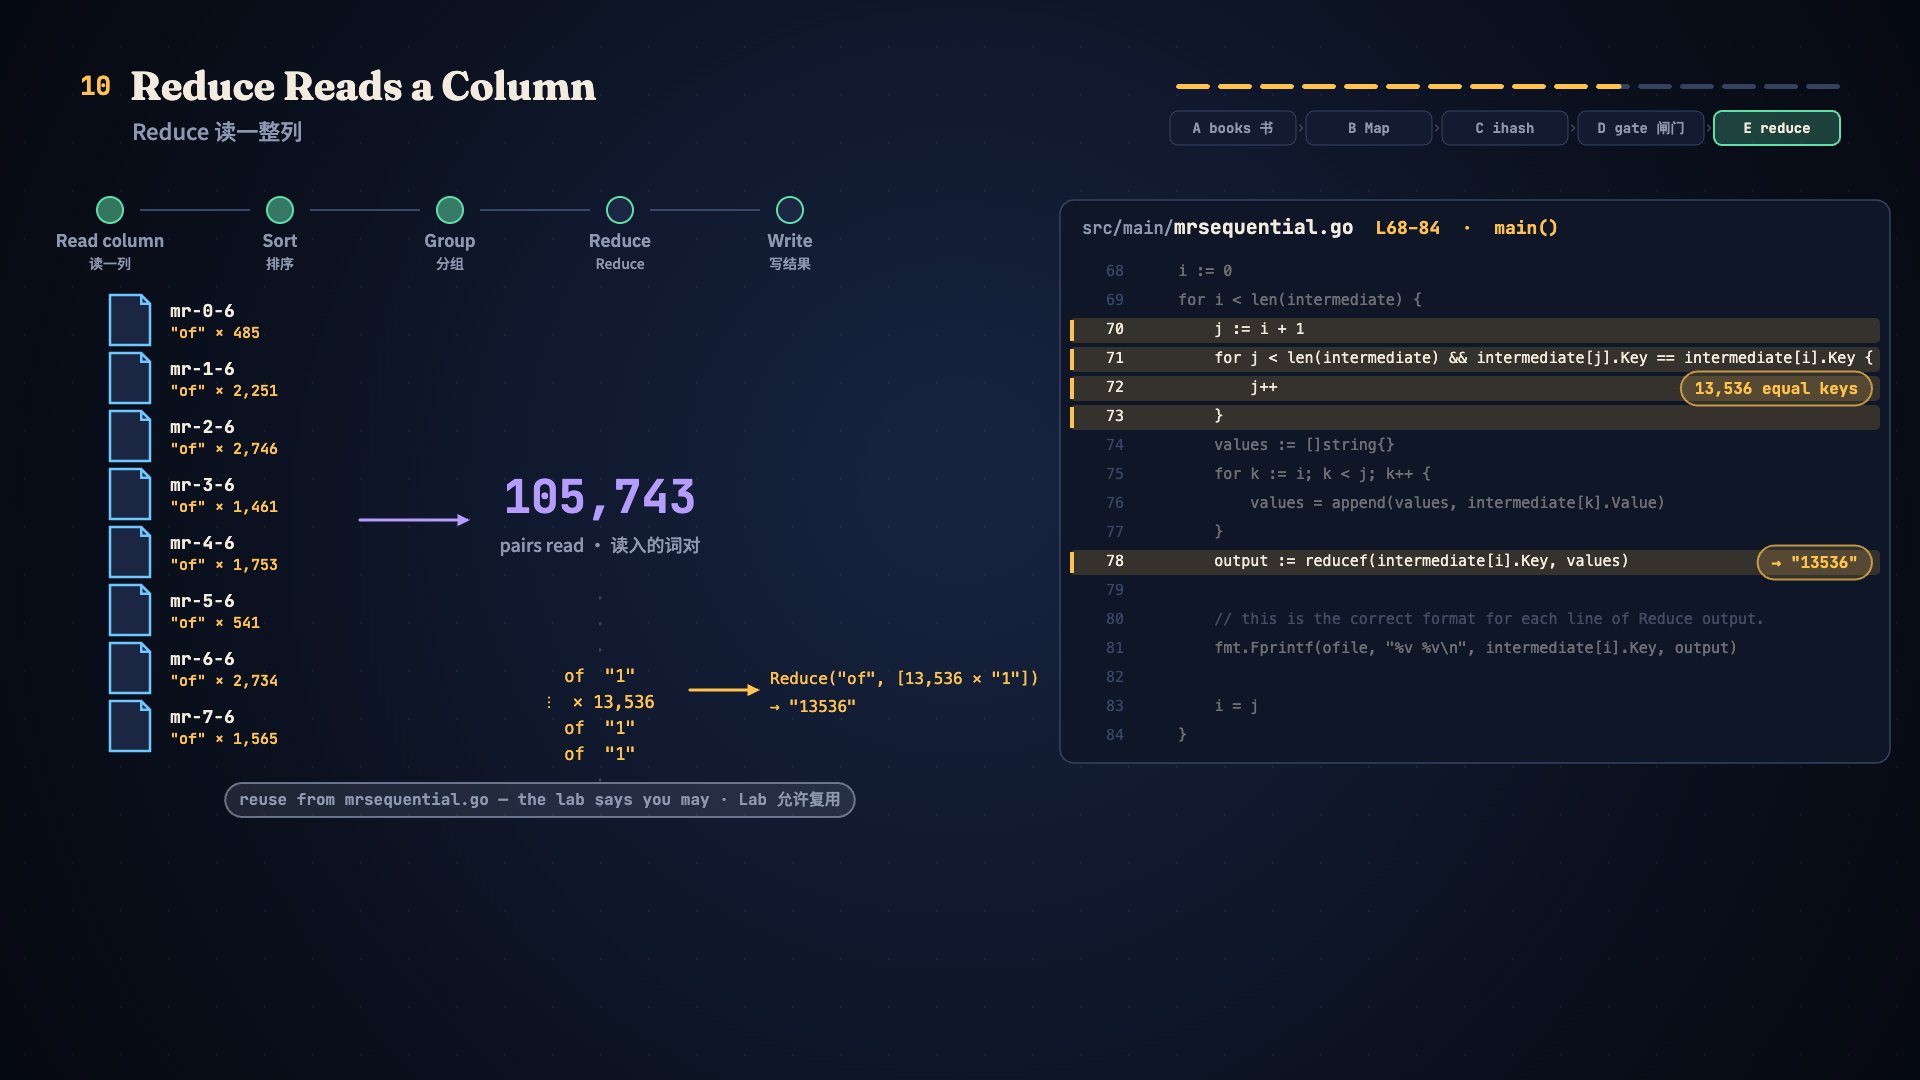 10 Reduce Reads a Column
Reduce 读一整列
A books 书 › B Map › C ihash › D gate 闸门 › E reduce
Read column
读一列
Sort
排序
Group
分组
Reduce
Reduce
Write
写结果
mr-0-6
"of" × 485
mr-1-6
"of" × 2,251
mr-2-6
"of" × 2,746
mr-3-6
"of" × 1,461
mr-4-6
"of" × 1,753
mr-5-6
"of" × 541
mr-6-6
"of" × 2,734
mr-7-6
"of" × 1,565
105,743
pairs read · 读入的词对
of "1"
⋮ × 13,536
of "1"
of "1"
Reduce("of", [13,536 × "1"])
→ "13536"
reuse from mrsequential.go — the lab says you may · Lab 允许复用
src/main/mrsequential.go L68–84 · main()
68 i := 0
69 for i < len(intermediate) {
70 j := i + 1
71 for j < len(intermediate) && intermediate[j].Key == intermediate[i].Key {
72 j++
13,536 equal keys
73 }
74 values := []string{}
75 for k := i; k < j; k++ {
76 values = append(values, intermediate[k].Value)
77 }
78 output := reducef(intermediate[i].Key, values)
→ "13536"
79
80 // this is the correct format for each line of Reduce output.
81 fmt.Fprintf(ofile, "%v %v\n", intermediate[i].Key, output)
82
83 i = j
84 }